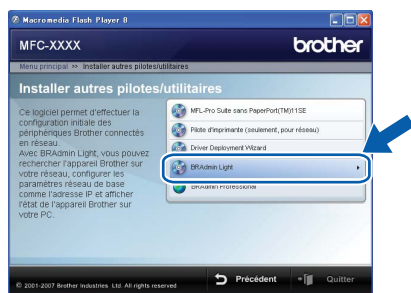 Macromedia Flash Player 8
MFC-XXXX
brother
Menu principal >> Installer autres pilotes/utilitaires
Installer autres pilotes/utilitaires
Ce logiciel permet d'effectuer la
configuration initiale des
périphériques Brother connectés
en réseau.
Avec BRAdmin Light, vous pouvez
rechercher l'appareil Brother sur
votre réseau, configurer les
paramètres réseau de base
comme l'adresse IP et afficher
l'état de l'appareil Brother sur
votre PC.
MFL-Pro Suite sans PaperPort(TM)11SE
Pilote d'imprimante (seulement, pour réseau)
Driver Deployment Wizard
BRAdmin Light
BRAdmin Professional
© 2001-2007 Brother Industries Ltd. All rights reserved
Précédent
Quitter